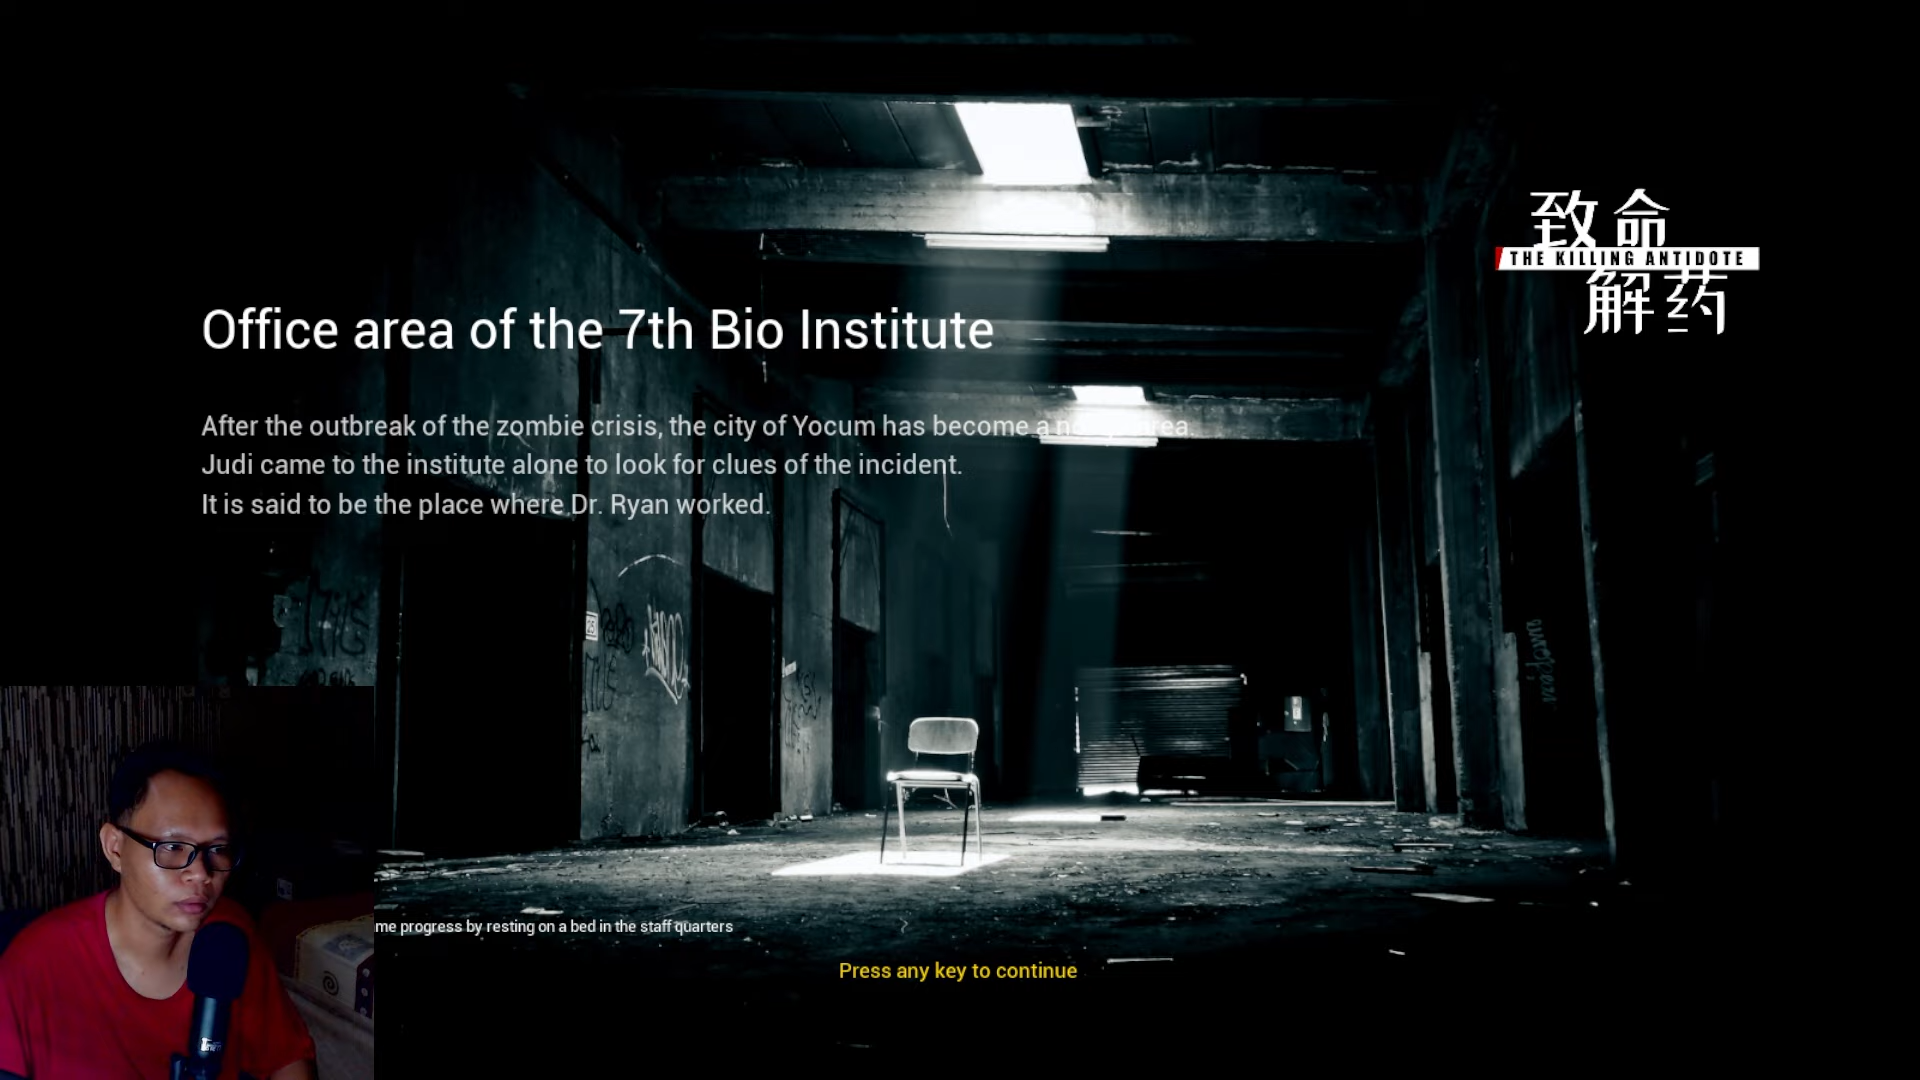 致命
THE KILLING ANTIDOTE
解药
Office area of the 7th Bio Institute
After the outbreak of the zombie crisis, the city of Yocum has become a
Judi came to the institute alone to look for clues of the incident.
It is said to be the place where Dr. Ryan worked.
25
me progress by resting on a bed in the staff quarters
Press any key to continue